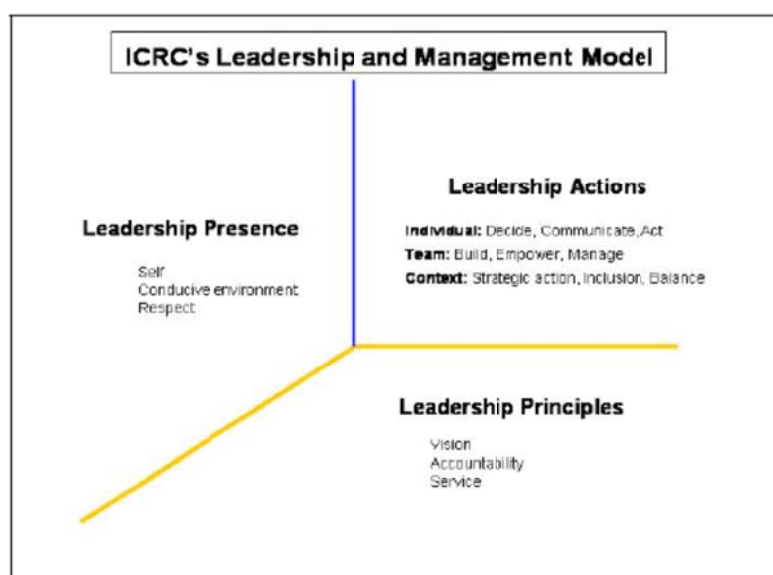 ICRC's Leadership and Management Model
Leadership Actions
Individual: Decide, Communicate,Act
Team: Build, Empower, Manage
Context: Strategic action, Inclusion, Balance
Leadership Presence
Self
Conducive environment
Respect
Leadership Principles
Vision
Accountability
Service